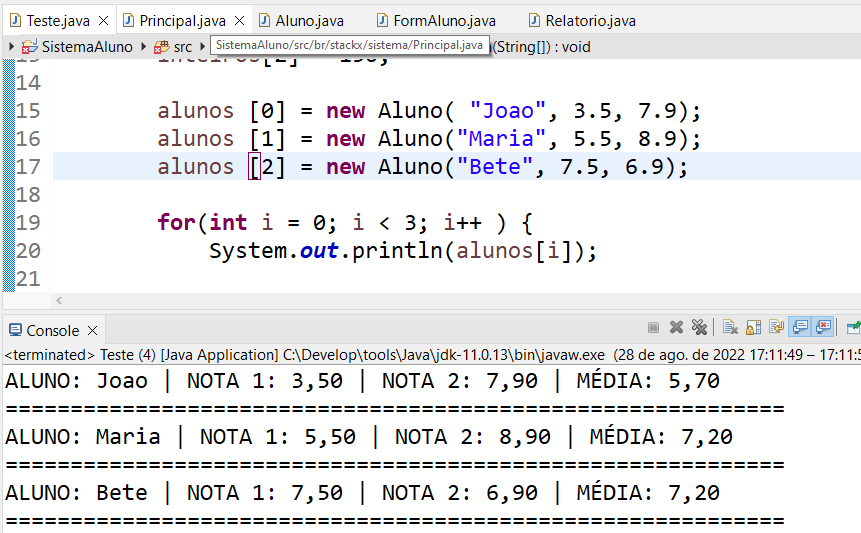 Teste.java Principal.java Aluno.java FormAluno.java Relatorio.java
SistemaAluno src SistemaAluno/src/br/stackx/sistema/Principal.java (String[]) : void
14
15 alunos [0] = new Aluno( "Joao", 3.5, 7.9);
16 alunos [1] = new Aluno("Maria", 5.5, 8.9);
17 alunos [2] = new Aluno("Bete", 7.5, 6.9);
18
19 for(int i = 0; i < 3; i++ ) {
20 System.out.println(alunos[i]);
21
Console
<terminated> Teste (4) [Java Application] C:\Develop\tools\Java\jdk-11.0.13\bin\javaw.exe (28 de ago. de 2022 17:11:49 – 17:11:5
ALUNO: Joao | NOTA 1: 3,50 | NOTA 2: 7,90 | MÉDIA: 5,70
============================================================
ALUNO: Maria | NOTA 1: 5,50 | NOTA 2: 8,90 | MÉDIA: 7,20
============================================================
ALUNO: Bete | NOTA 1: 7,50 | NOTA 2: 6,90 | MÉDIA: 7,20
============================================================